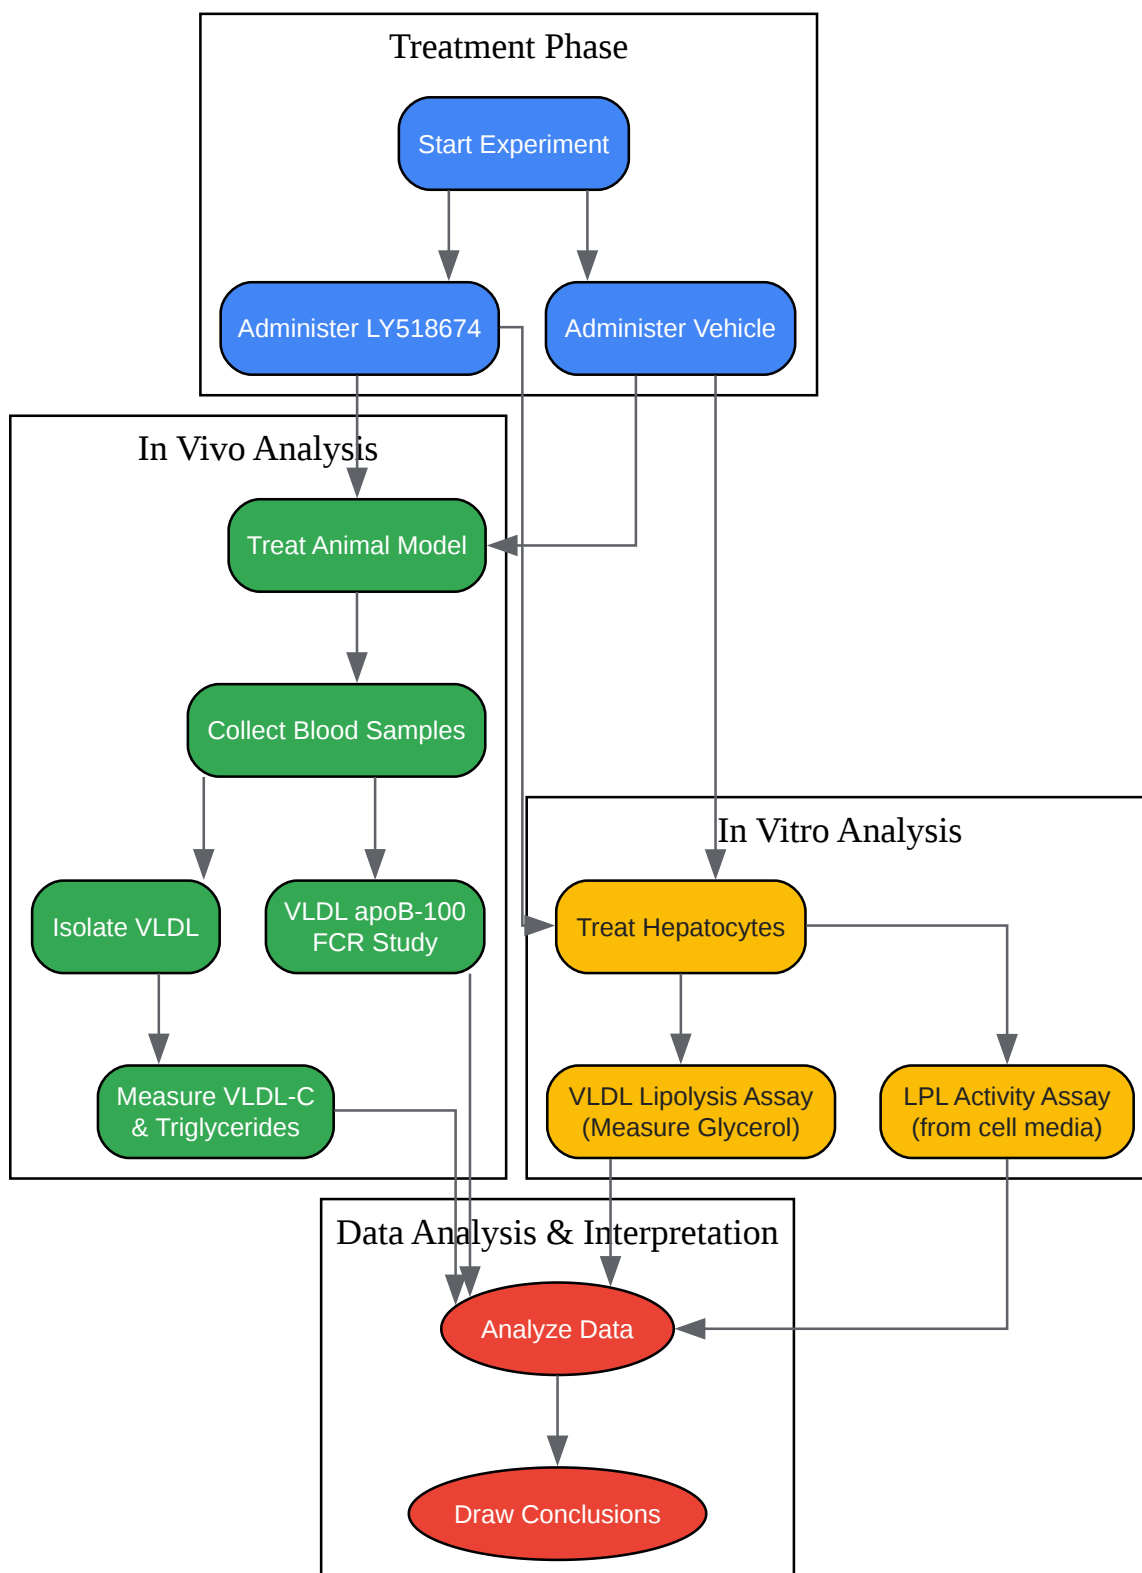 Treatment Phase
Start Experiment
Administer LY518674
Administer Vehicle
In Vivo Analysis
Treat Animal Model
Collect Blood Samples
Isolate VLDL
VLDL apoB-100
FCR Study
Measure VLDL-C
& Triglycerides
In Vitro Analysis
Treat Hepatocytes
VLDL Lipolysis Assay
(Measure Glycerol)
LPL Activity Assay
(from cell media)
Data Analysis & Interpretation
Analyze Data
Draw Conclusions